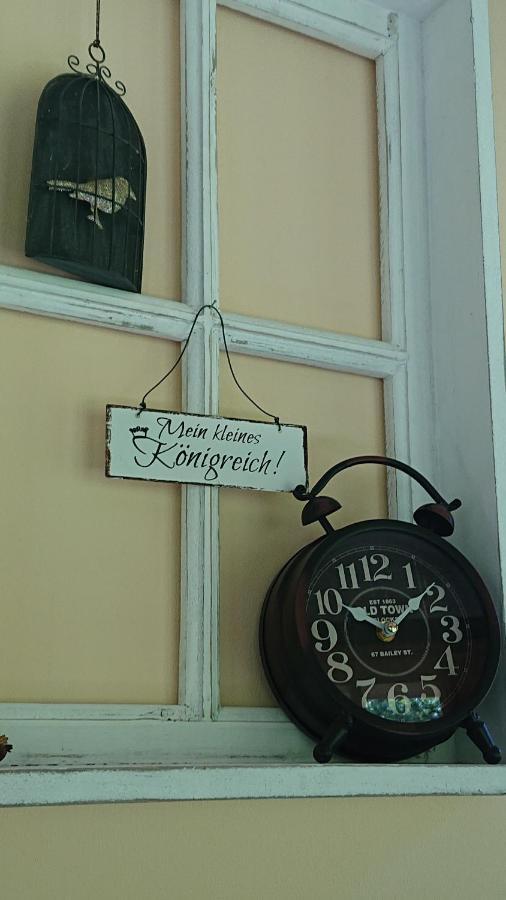 Mein kleines
Königreich!
11 12 1
10 2
9 3
8 4
7 6 5
EST 1863
OLD TOWN
67 BAILEY ST.